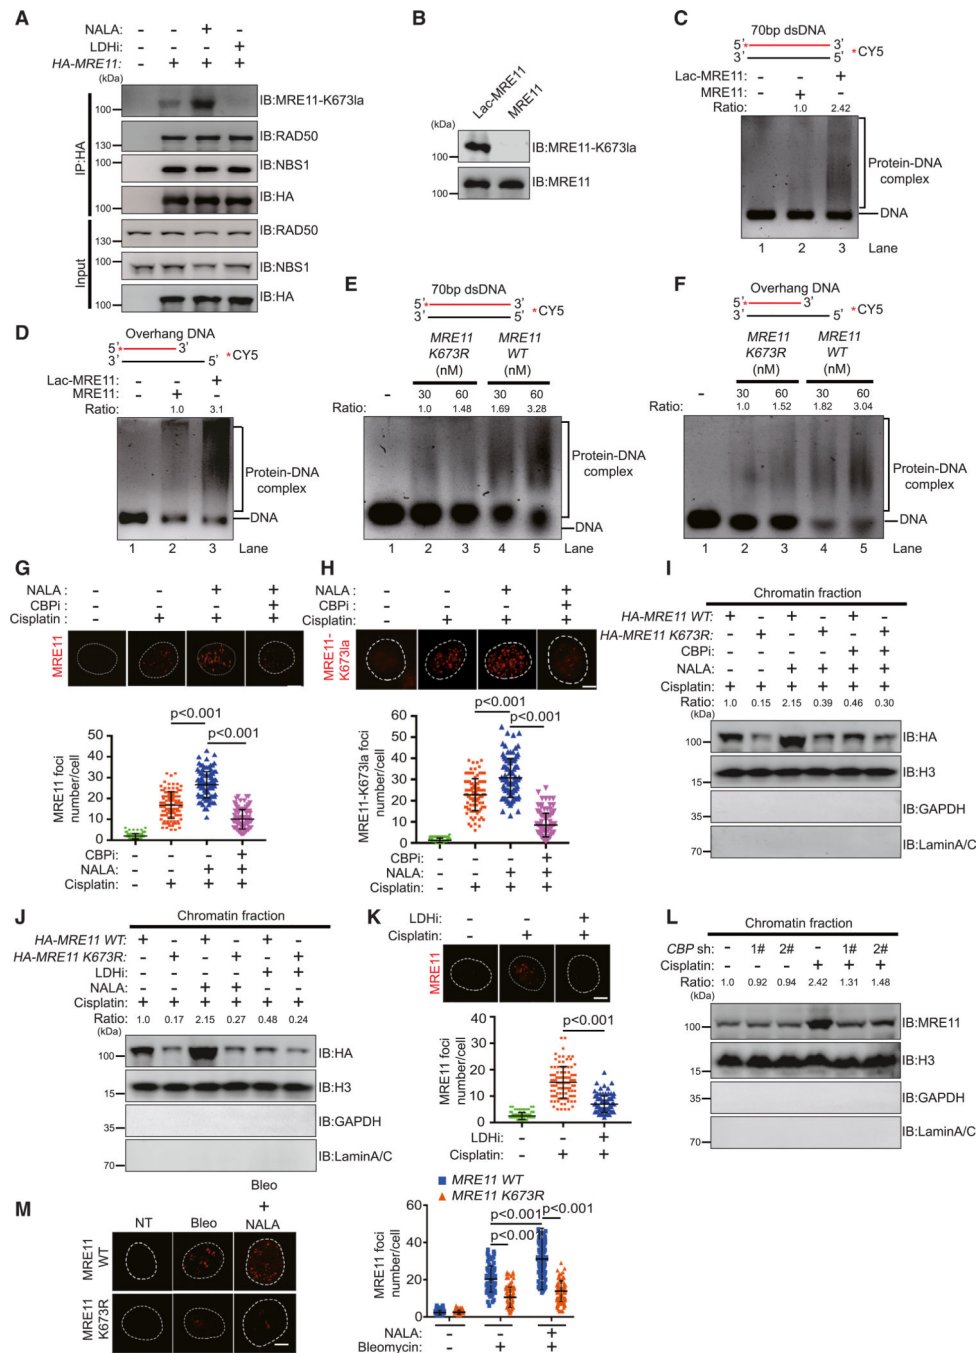 A
NALA - - + -
LDHi: - - - +
HA-MRE11: - + + +
(kDa)
IP:HA
100 IB:MRE11-K673la
130 IB:RAD50
100 IB:NBS1
100 IB:HA
Input
130 IB:RAD50
100 IB:NBS1
100 IB:HA
B
Lac-MRE11 MRE11
(kDa)
100 IB:MRE11-K673la
100 IB:MRE11
C
70bp dsDNA
5' * 3' *CY5
3' 5'
Lac-MRE11: - - +
MRE11: - + -
Ratio: 1.0 2.42
Protein-DNA complex
DNA
1 2 3 Lane
D
Overhang DNA
5' * 3' *CY5
3' 5'
Lac-MRE11: - - +
MRE11: - + -
Ratio: 1.0 3.1
Protein-DNA complex
DNA
1 2 3 Lane
E
70bp dsDNA
5' * 3' *CY5
3' 5'
MRE11 K673R (nM) MRE11 WT (nM)
- 30 60 30 60
Ratio: 1.0 1.48 1.69 3.28
Protein-DNA complex
DNA
1 2 3 4 5 Lane
F
Overhang DNA
5' * 3' *CY5
3' 5'
MRE11 K673R (nM) MRE11 WT (nM)
- 30 60 30 60
Ratio: 1.0 1.52 1.82 3.04
Protein-DNA complex
DNA
1 2 3 4 5 Lane
G
NALA : - - + +
CBPi : - - - +
Cisplatin: - + + +
MRE11
p<0.001
p<0.001
MRE11 foci number/cell
50
40
30
20
10
0
CBPi: - - - +
NALA: - - + +
Cisplatin: - + + +
H
NALA : - - + +
CBPi : - - - +
Cisplatin: - + + +
MRE11-K673la
p<0.001
p<0.001
MRE11-K673la foci number/cell
60
50
40
30
20
10
0
CBPi: - - - +
NALA: - - + +
Cisplatin: - + + +
I
Chromatin fraction
HA-MRE11 WT: + - + - + -
HA-MRE11 K673R: - + - + - +
CBPi: - - - - + +
NALA: - - + + + +
Cisplatin: + + + + + +
Ratio: 1.0 0.15 2.15 0.39 0.46 0.30
(kDa)
100 IB:HA
15 IB:H3
35 IB:GAPDH
70 IB:LaminA/C
J
Chromatin fraction
HA-MRE11 WT: + - + - + -
HA-MRE11 K673R: - + - + - +
LDHi: - - - - + +
NALA: - - + + - -
Cisplatin: + + + + + +
Ratio: 1.0 0.17 2.15 0.27 0.48 0.24
(kDa)
100 IB:HA
15 IB:H3
35 IB:GAPDH
70 IB:LaminA/C
K
LDHi: - - +
Cisplatin: - + +
MRE11
p<0.001
MRE11 foci number/cell
40
30
20
10
0
LDHi: - - +
Cisplatin: - + +
L
Chromatin fraction
CBP sh: - 1# 2# - 1# 2#
Cisplatin: - - - + + +
Ratio: 1.0 0.92 0.94 2.42 1.31 1.48
(kDa)
100 IB:MRE11
15 IB:H3
35 IB:GAPDH
70 IB:LaminA/C
M
NT Bleo Bleo + NALA
MRE11 WT
MRE11 K673R
MRE11 WT
MRE11 K673R
p<0.001 p<0.001
p<0.001
MRE11 foci number/cell
60
40
20
0
NALA: - - +
Bleomycin: - + +